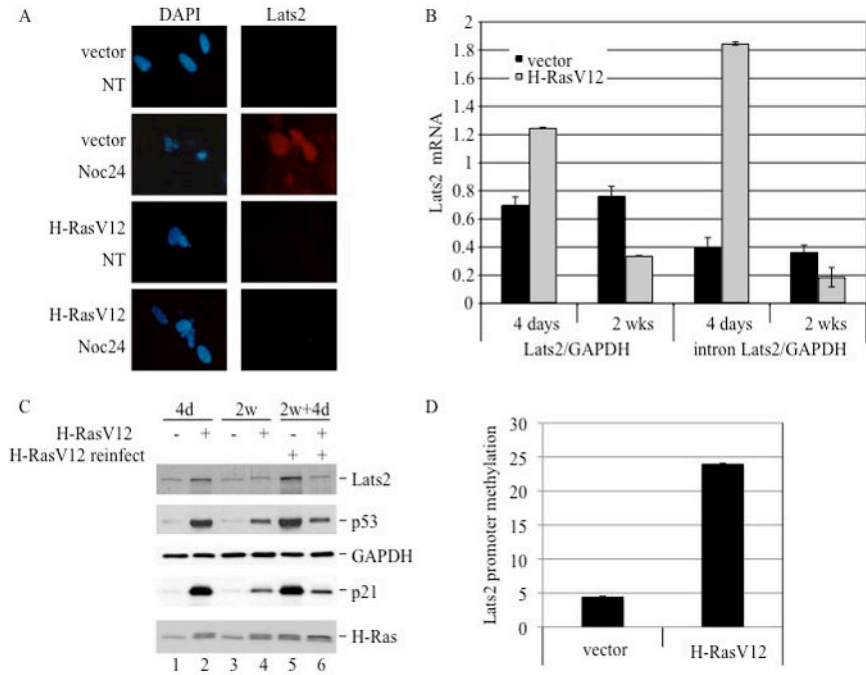 A
DAPI Lats2
vector
NT
vector
Noc24
H-RasV12
NT
H-RasV12
Noc24
B
2
1.8
1.6
1.4
1.2
1
0.8
0.6
0.4
0.2
0
Lats2 mRNA
vector
H-RasV12
4 days 2 wks 4 days 2 wks
Lats2/GAPDH intron Lats2/GAPDH
C
4d 2w 2w+4d
H-RasV12 - + - + - +
H-RasV12 reinfect + +
Lats2
p53
GAPDH
p21
H-Ras
1 2 3 4 5 6
D
30
25
20
15
10
5
0
Lats2 promoter methylation
vector H-RasV12